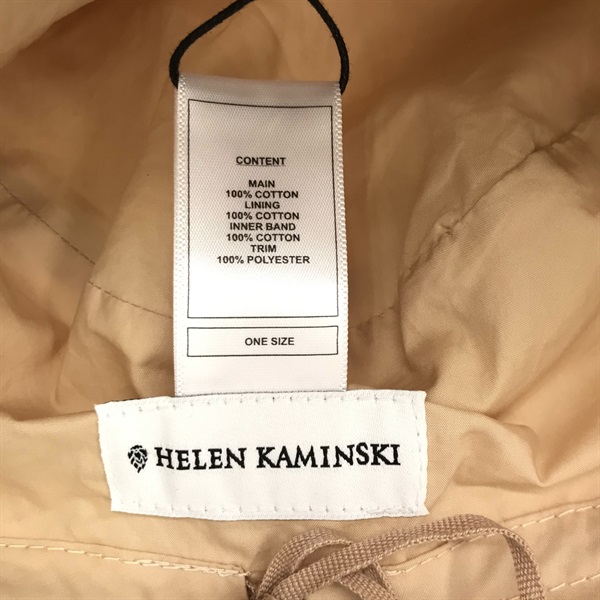 CONTENT
MAIN
100% COTTON
LINING
100% COTTON
INNER BAND
100% COTTON
TRIM
100% POLYESTER
ONE SIZE
HELEN KAMINSKI